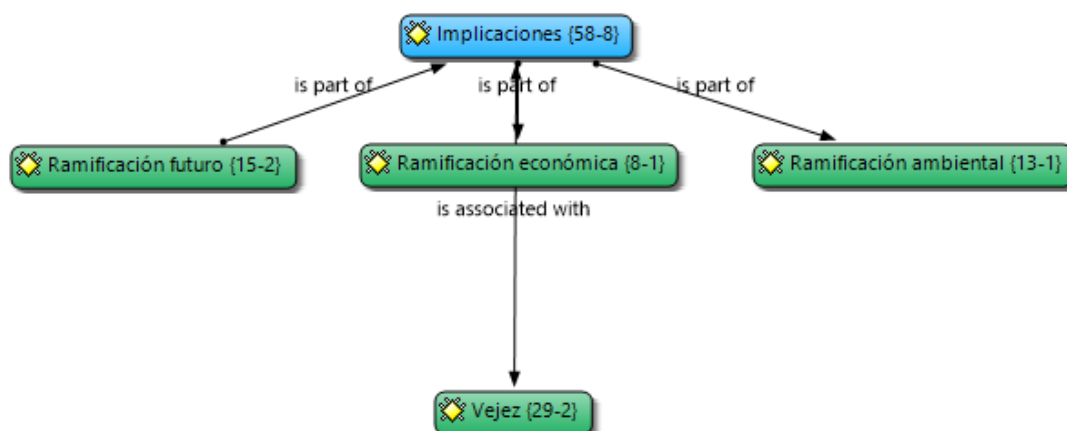 Implicaciones {58-8}
is part of
is part of
is part of
Ramificación futuro {15-2}
Ramificación económica {8-1}
Ramificación ambiental {13-1}
is associated with
Vejez {29-2}